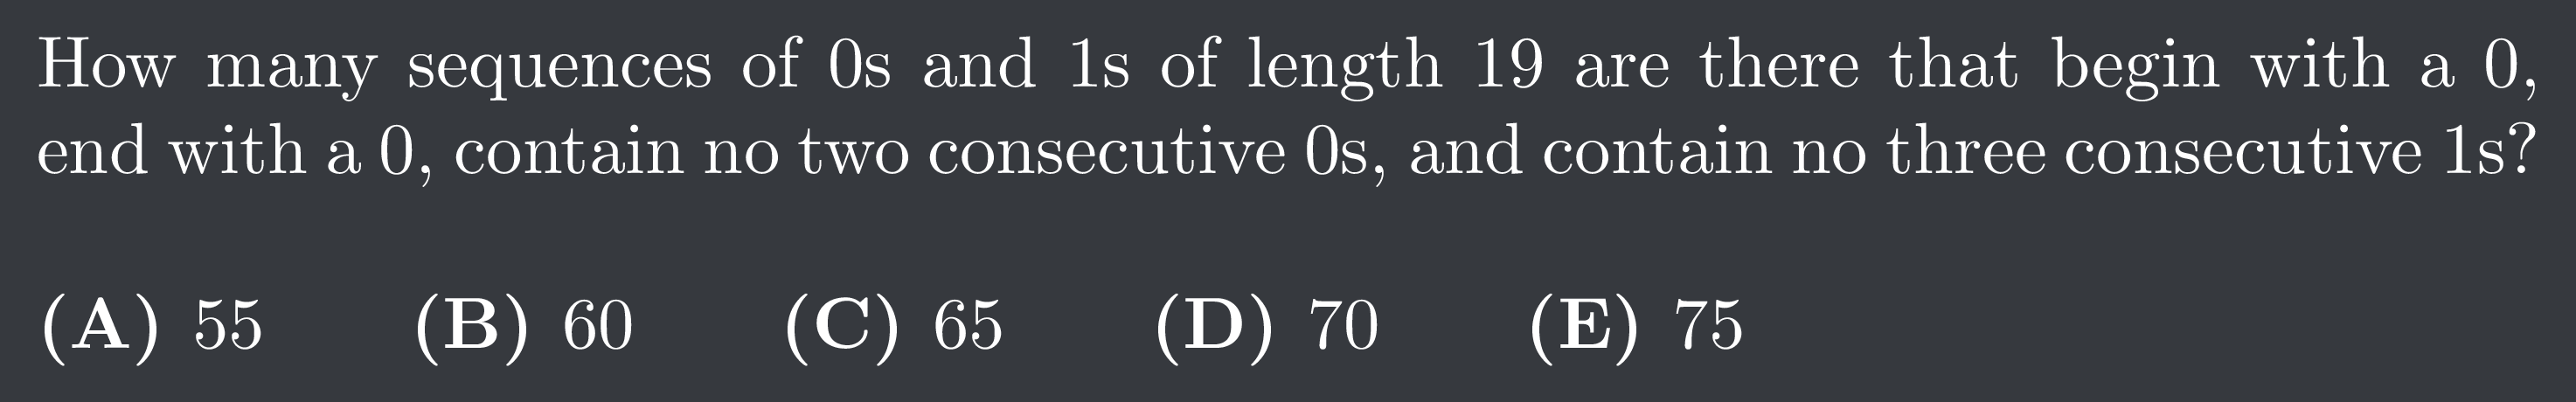 How many sequences of 0s and 1s of length 19 are there that begin with a 0,
end with a 0, contain no two consecutive 0s, and contain no three consecutive 1s?
(A) 55 (B) 60 (C) 65 (D) 70 (E) 75